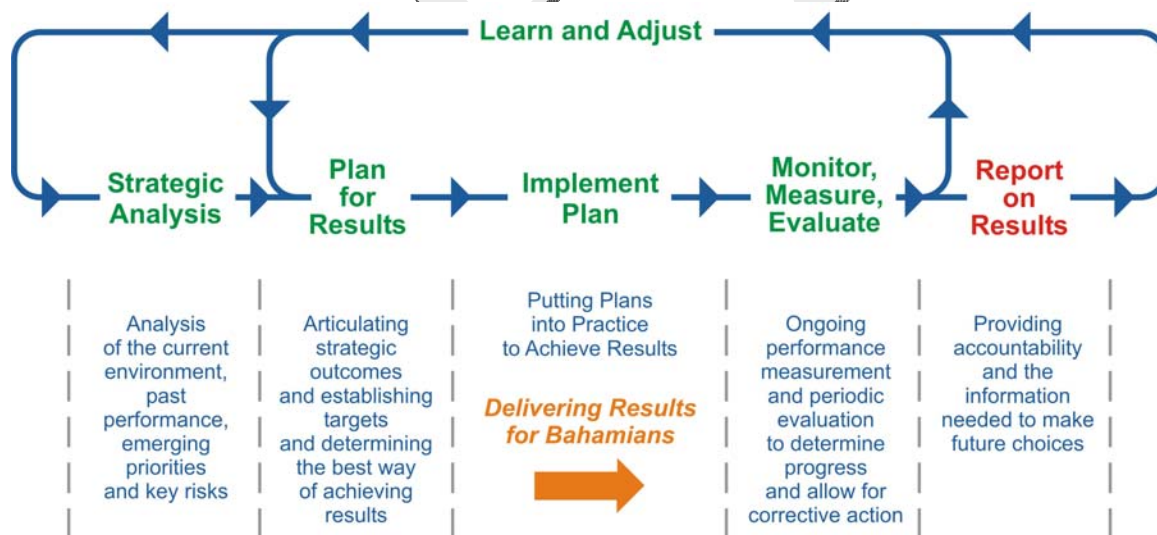 Learn and Adjust
Strategic
Analysis
Plan
for
Results
Implement
Plan
Monitor,
Measure,
Evaluate
Report
on
Results
Analysis
of the current
environment,
past
performance,
emerging
priorities
and key risks
Articulating
strategic
outcomes
and establishing
targets
and determining
the best way
of achieving
results
Putting Plans
into Practice
to Achieve Results
Delivering Results
for Bahamians
Ongoing
performance
measurement
and periodic
evaluation
to determine
progress
and allow for
corrective action
Providing
accountability
and the
information
needed to make
future choices